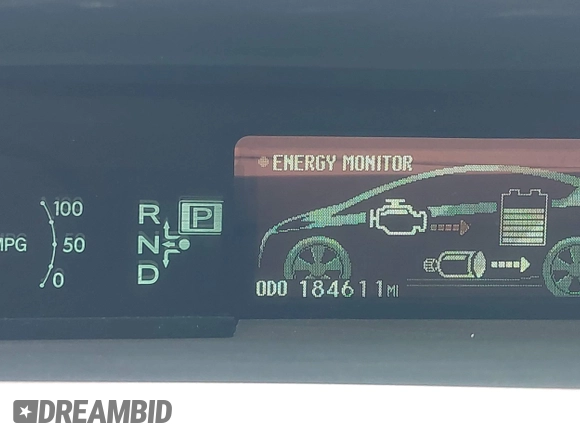 ENERGY MONITOR
100
MPG 50
0
R P
N
D
ODO 184611 MI
DREAMBID